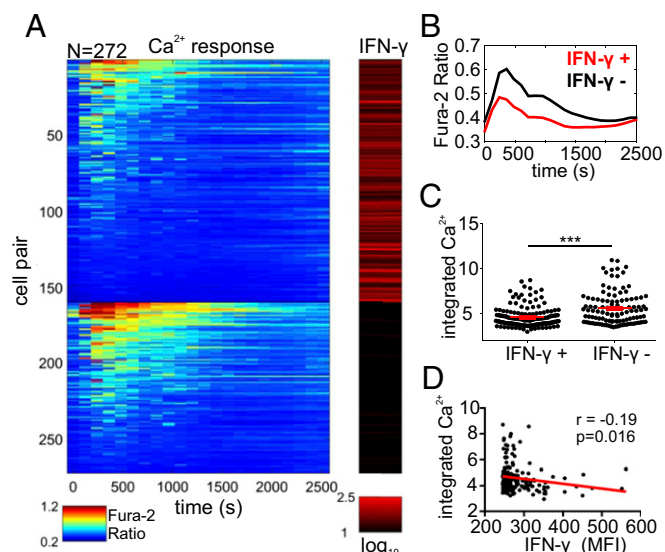 A
N=272
Ca2+ response
IFN-γ
50
100
150
200
250
cell pair
0 500 1000 1500 2000 2500
time (s)
1.2
0.2
Fura-2
Ratio
2.5
1
B
IFN-γ +
IFN-γ -
0.7
0.6
0.5
0.4
0.3
Fura-2 Ratio
0 500 1500 2500
time (s)
C
***
15
10
5
integrated Ca2+
IFN-γ + IFN-γ -
D
r = -0.19
p=0.016
10
8
6
4
2
integrated Ca2+
200 300 400 500 600
IFN-γ (MFI)